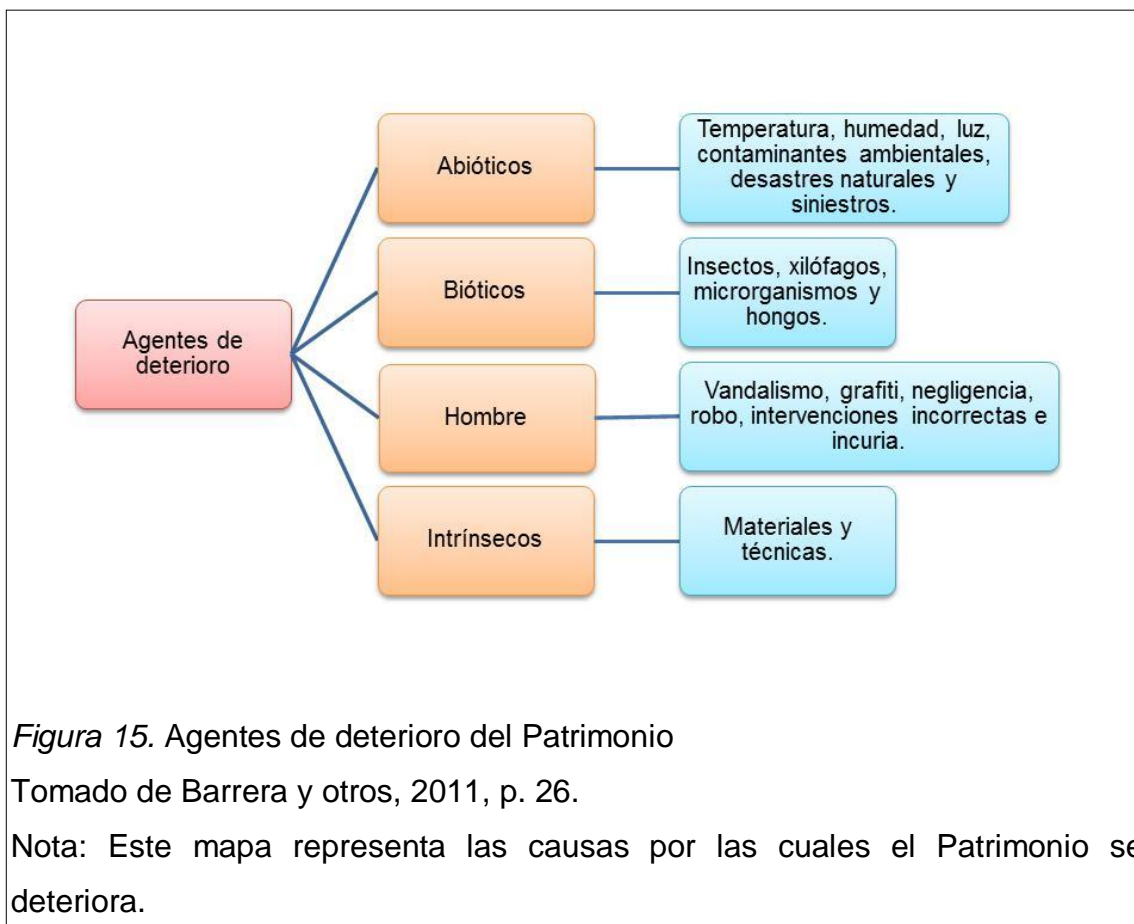 Agentes de
deterioro
Abióticos
Temperatura, humedad, luz,
contaminantes ambientales,
desastres naturales y
siniestros.
Bióticos
Insectos, xilófagos,
microrganismos y
hongos.
Hombre
Vandalismo, grafiti, negligencia,
robo, intervenciones incorrectas e
incuria.
Intrínsecos
Materiales y
técnicas.
Figura 15. Agentes de deterioro del Patrimonio
Tomado de Barrera y otros, 2011, p. 26.
Nota: Este mapa representa las causas por las cuales el Patrimonio se
deteriora.